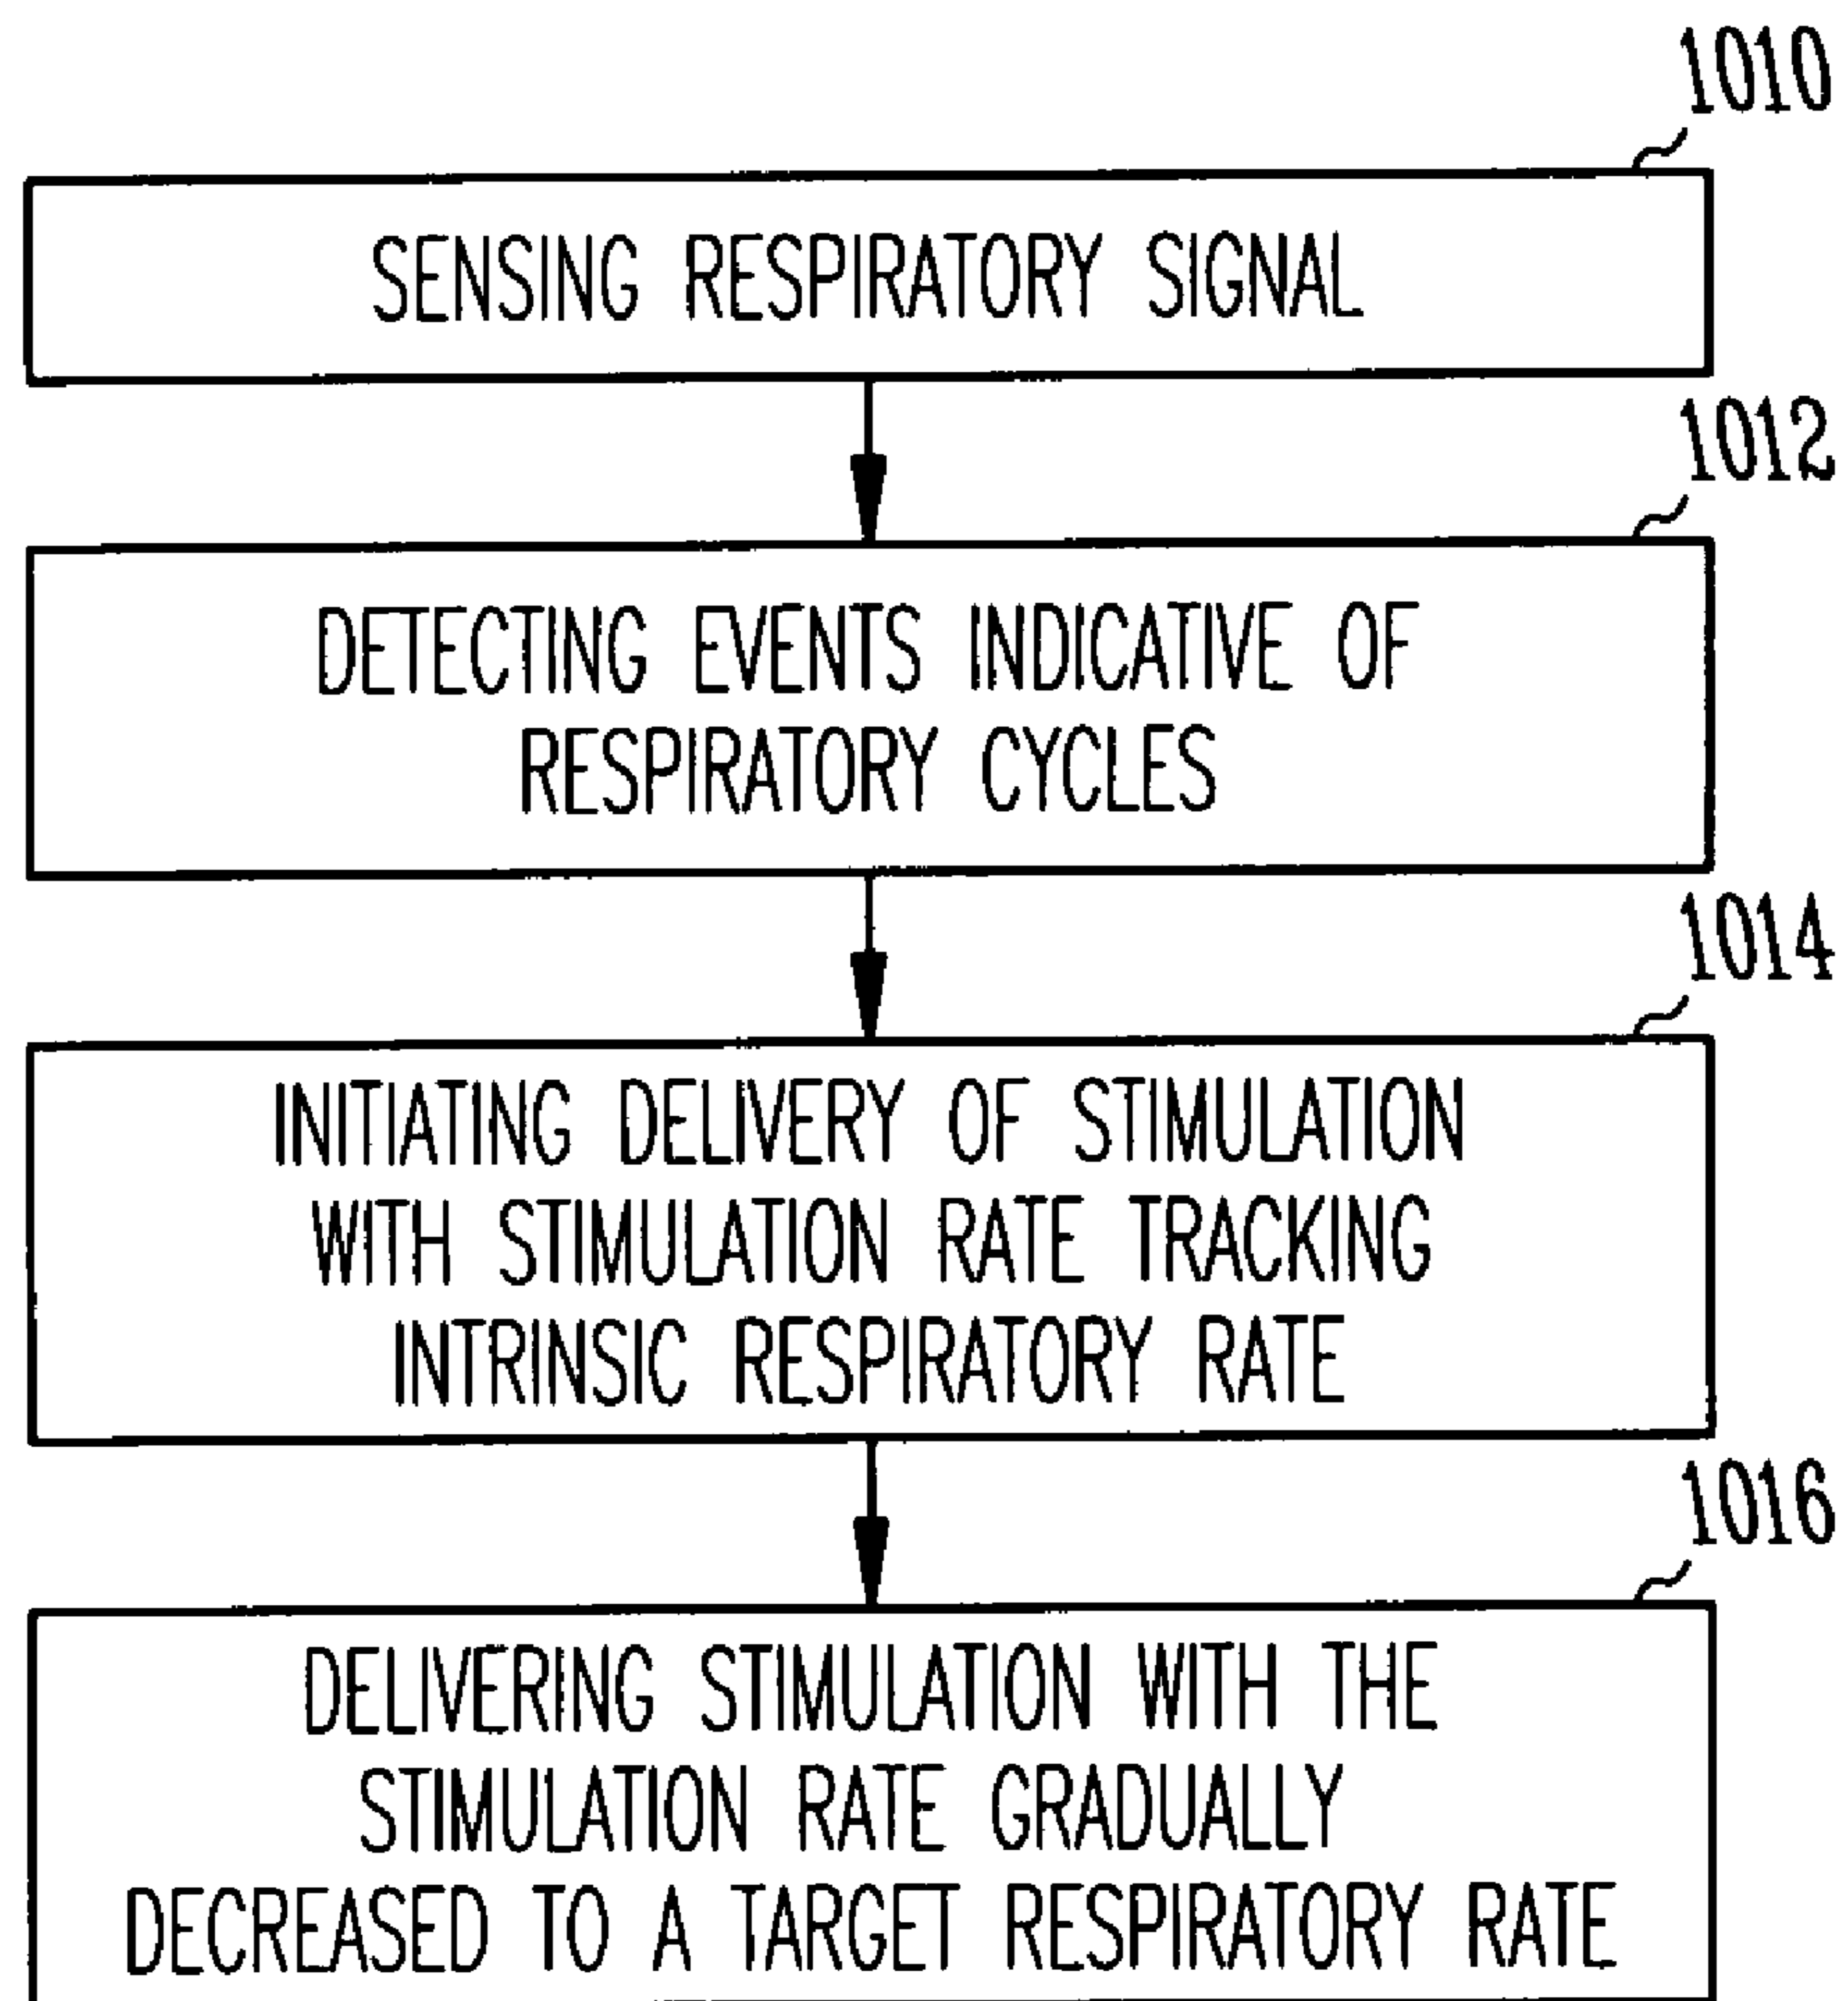 1010
SENSING RESPIRATORY SIGNAL
1012
DETECTING EVENTS INDICATIVE OF
RESPIRATORY CYCLES
1014
INITIATING DELIVERY OF STIMULATION
WITH STIMULATION RATE TRACKING
INTRINSIC RESPIRATORY RATE
1016
DELIVERING STIMULATION WITH THE
STIMULATION RATE GRADUALLY
DECREASED TO A TARGET RESPIRATORY RATE